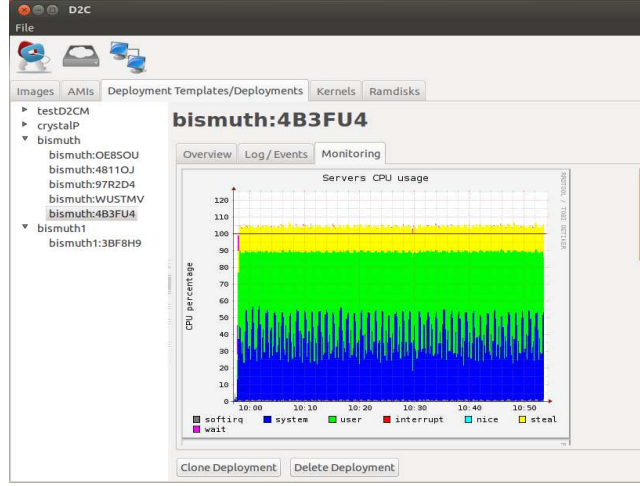 D2C
File
Images AMIs Deployment Templates/Deployments Kernels Ramdisks
testD2CM
crystalP
bismuth
bismuth:OE8SOU
bismuth:4811OJ
bismuth:97R2D4
bismuth:WUSTMV
bismuth:4B3FU4
bismuth1
bismuth1:3BF8H9
bismuth:4B3FU4
Overview Log / Events Monitoring
Servers CPU usage
RRDTOOL / TOBI OETIKER
CPU percentage
120
110
100
90
80
70
60
50
40
30
20
10
0
10:00 10:10 10:20 10:30 10:40 10:50
softirq system user interrupt nice steal
wait
Clone Deployment Delete Deployment